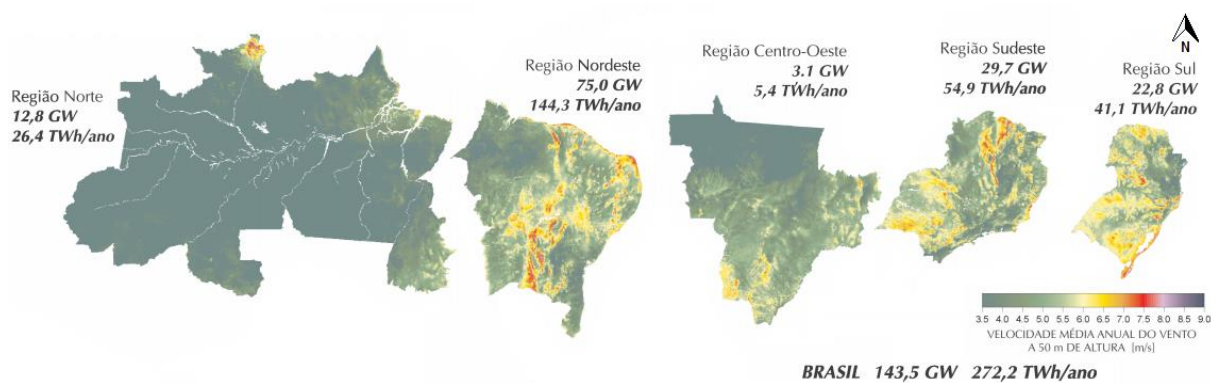 Região Norte
12,8 GW
26,4 TWh/ano
Região Nordeste
75,0 GW
144,3 TWh/ano
Região Centro-Oeste
3.1 GW
5,4 TWh/ano
Região Sudeste
29,7 GW
54,9 TWh/ano
N
Região Sul
22,8 GW
41,1 TWh/ano
3.5 4.0 4.5 5.0 5.5 6.0 6.5 7.0 7.5 8.0 8.5 9.0
VELOCIDADE MÉDIA ANUAL DO VENTO
A 50 m DE ALTURA [m/s]
BRASIL 143,5 GW 272,2 TWh/ano